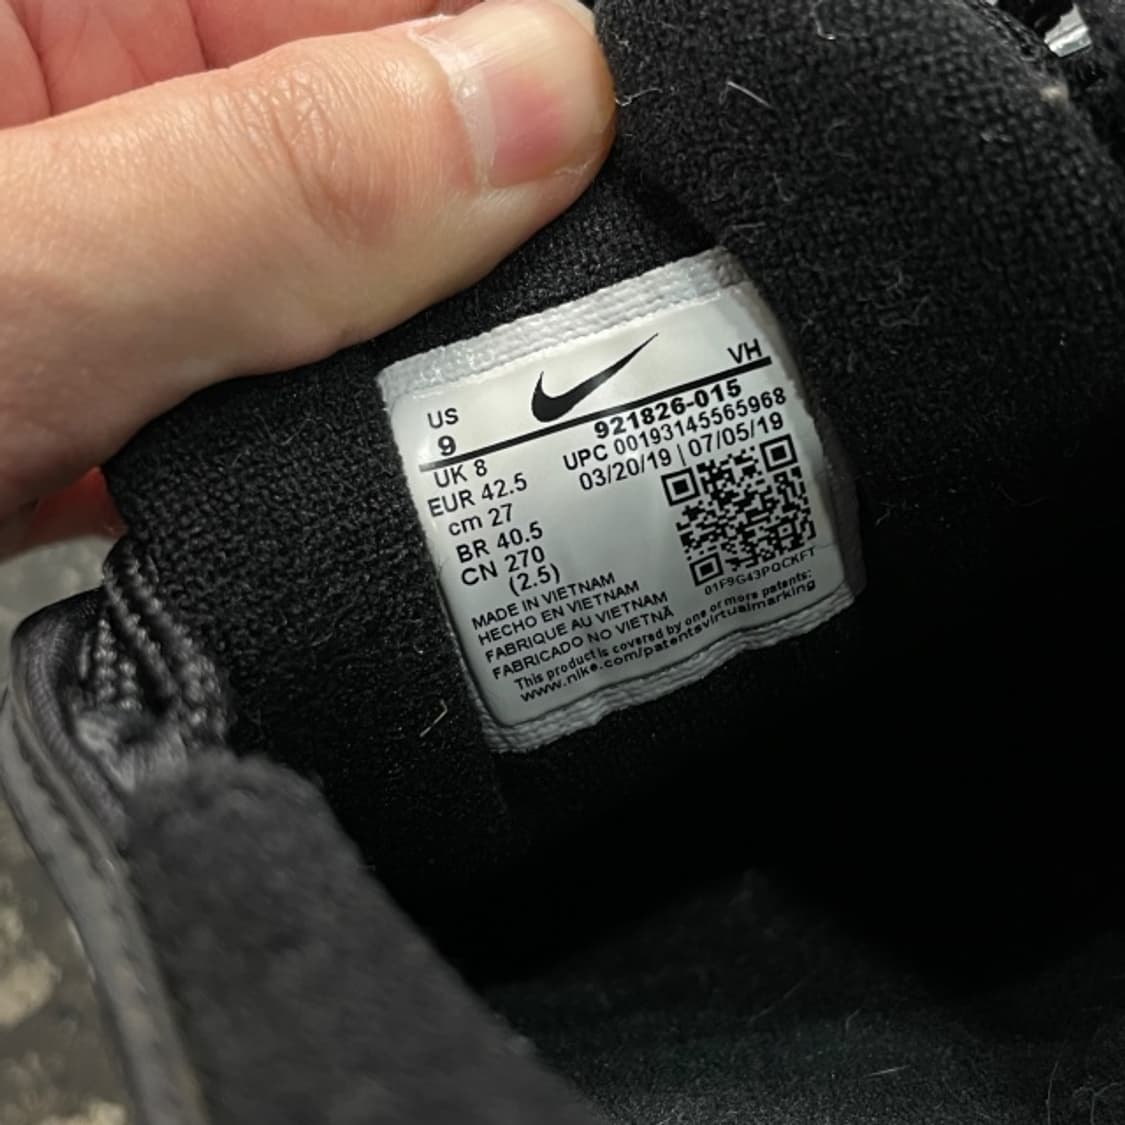 US
9
VH
921826-015
UPC 00193145565968
03/20/19 | 07/05/19
UK 8
EUR 42.5
cm 27
BR 40.5
CN 270
(2.5)
01F9G43PQCKFT
MADE IN VIETNAM
HECHO EN VIETNAM
FABRIQUE AU VIETNAM
FABRICADO NO VIETNÃ
This product is covered by one or more patents:
www.nike.com/patentsvirtualmarking